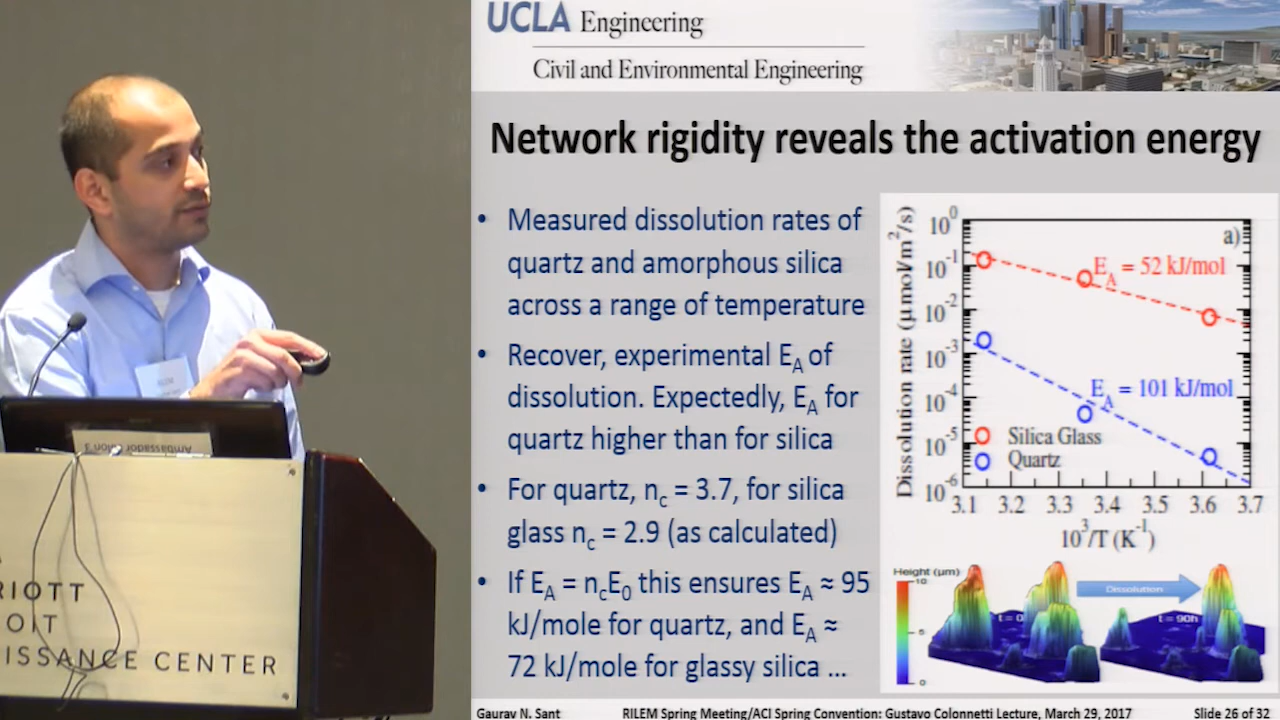 UCLA Engineering
Civil and Environmental Engineering
Network rigidity reveals the activation energy
• Measured dissolution rates of
quartz and amorphous silica
across a range of temperature
• Recover, experimental EA of
dissolution. Expectedly, EA for
quartz higher than for silica
• For quartz, nc = 3.7, for silica
glass nc = 2.9 (as calculated)
• If EA = ncE0 this ensures EA ≈ 95
kJ/mole for quartz, and EA ≈
72 kJ/mole for glassy silica ...
Dissolution rate (μmol/m²/s)
10⁰
10⁻¹
10⁻²
10⁻³
10⁻⁴
10⁻⁵
10⁻⁶
a)
EA = 52 kJ/mol
EA = 101 kJ/mol
Silica Glass
Quartz
3.1 3.2 3.3 3.4 3.5 3.6 3.7
10³/T (K⁻¹)
Height (μm)
10
5
0
t = 0
Dissolution
t = 90h
Gaurav N. Sant
RILEM Spring Meeting/ACI Spring Convention: Gustavo Colonnetti Lecture, March 29, 2017
Slide 26 of 32
Ambassador
RIOTT
OIT
ISSANCE CENTER